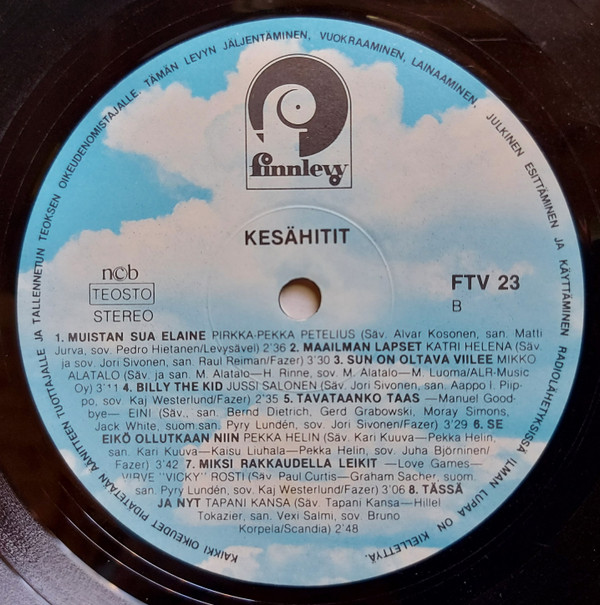 KAIKKI OIKEUDET PIDÄTETÄÄN ÄÄNITTEEN TUOTTAJALLE JA TALLENNETUN TEOKSEN OIKEUDENOMISTAJALLE. TÄMÄN LEVYN JÄLJENTÄMINEN, VUOKRAAMINEN, LAINAAMINEN, JULKINEN ESITTÄMINEN JA KÄYTTÄMINEN RADIOLÄHETYKSISSÄ ILMAN LUPAA ON KIELLETTYÄ.
finnlevy
KESÄHITIT
ncb
TEOSTO
STEREO
FTV 23
B
1. MUISTAN SUA ELAINE PIRKKA-PEKKA PETELIUS (Säv. Alvar Kosonen, san. Matti
Jurva, sov. Pedro Hietanen/Levysävel) 2'36 2. MAAILMAN LAPSET KATRI HELENA (Säv.
ja sov. Jori Sivonen, san. Raul Reiman/Fazer) 3'30 3. SUN ON OLTAVA VIILEE MIKKO
ALATALO (Säv. ja san. M. Alatalo—H. Rinne, sov. M. Alatalo—M. Luoma/ALR-Music
Oy) 3'11 4. BILLY THE KID JUSSI SALONEN (Säv. Jori Sivonen, san. Aappo I. Piip-
po, sov. Kaj Westerlund/Fazer) 2'35 5. TAVATAANKO TAAS —Manuel Good-
bye— EINI (Säv., san. Bernd Dietrich, Gerd Grabowski, Moray Simons,
Jack White, suom.san. Pyry Lundén, sov. Jori Sivonen/Fazer) 3'29 6. SE
EIKÖ OLLUTKAAN NIIN PEKKA HELIN (Säv. Kari Kuuva—Pekka Helin,
san. Kari Kuuva—Kaisu Liuhala—Pekka Helin, sov. Juha Björninen/
Fazer) 3'42 7. MIKSI RAKKAUDELLA LEIKIT —Love Games—
VIRVE "VICKY" ROSTI (Säv. Paul Curtis—Graham Sacher, suom.
san. Pyry Lundén, sov. Kaj Westerlund/Fazer) 3'06 8. TÄSSÄ
JA NYT TAPANI KANSA (Säv. Tapani Kansa—Hillel
Tokazier, san. Vexi Salmi, sov. Bruno
Korpela/Scandia) 2'48